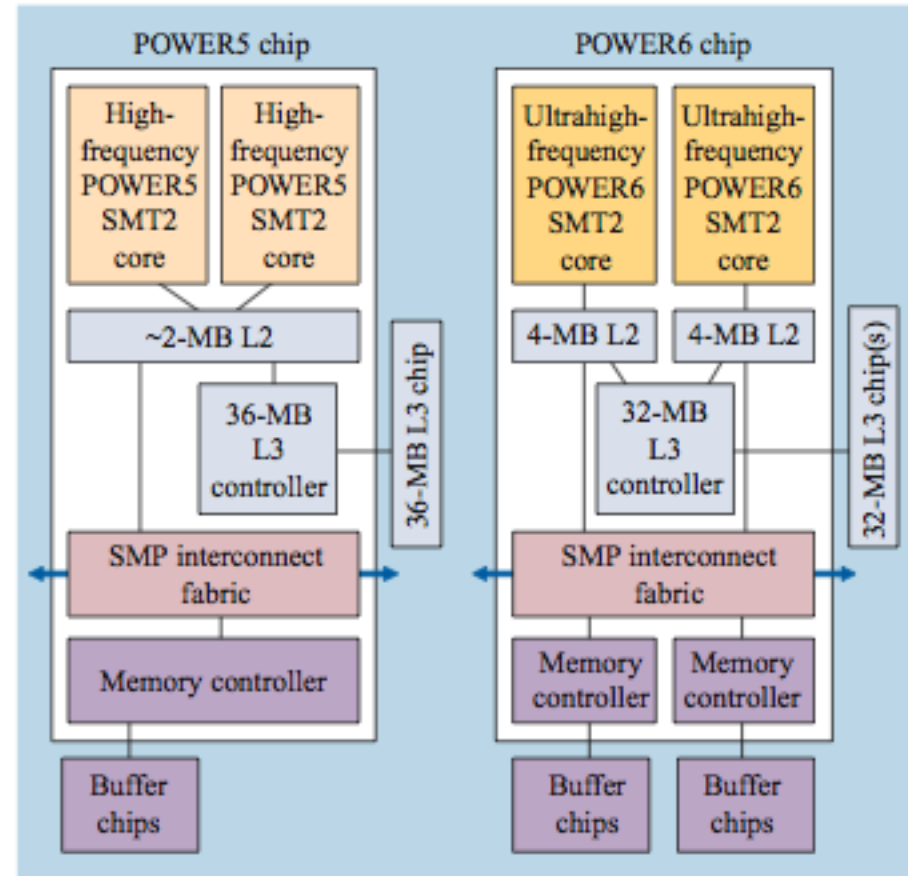 POWER5 chip
High-
frequency
POWER5
SMT2
core
High-
frequency
POWER5
SMT2
core
~2-MB L2
36-MB
L3
controller
36-MB L3 chip
SMP interconnect
fabric
Memory controller
Buffer
chips
POWER6 chip
Ultrahigh-
frequency
POWER6
SMT2
core
Ultrahigh-
frequency
POWER6
SMT2
core
4-MB L2
4-MB L2
32-MB
L3
controller
32-MB L3 chip(s)
SMP interconnect
fabric
Memory
controller
Memory
controller
Buffer
chips
Buffer
chips